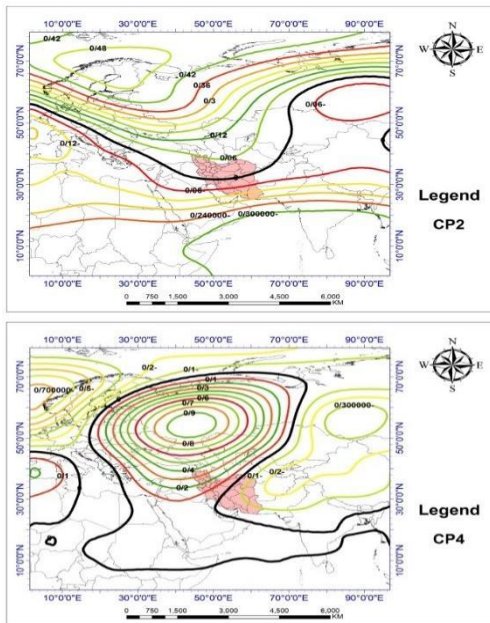 10°0'0"E 30°0'0"E 50°0'0"E 70°0'0"E 90°0'0"E
N
W E
S
70°0'0"N
50°0'0"N
30°0'0"N
10°0'0"N
0/42
0/48
0/42
0/36
0/3
0/06-
0/12
0/12-
0/06
0/06-
0/240000-
0/300000-
Legend
CP2
10°0'0"E 30°0'0"E 50°0'0"E 70°0'0"E 90°0'0"E
0 750 1,500 3,000 4,500 6,000
KM
10°0'0"E 30°0'0"E 50°0'0"E 70°0'0"E 90°0'0"E
N
W E
S
70°0'0"N
50°0'0"N
30°0'0"N
10°0'0"N
0/2-
0/1-
0/1
0
0/3
0/700000-
0/5-
0/6
0/7
0/9
0/300000-
0/8
0/1
0/4
0/1-
0/2-
0/2
Legend
CP4
10°0'0"E 30°0'0"E 50°0'0"E 70°0'0"E 90°0'0"E
0 750 1,500 3,000 4,500 6,000
KM